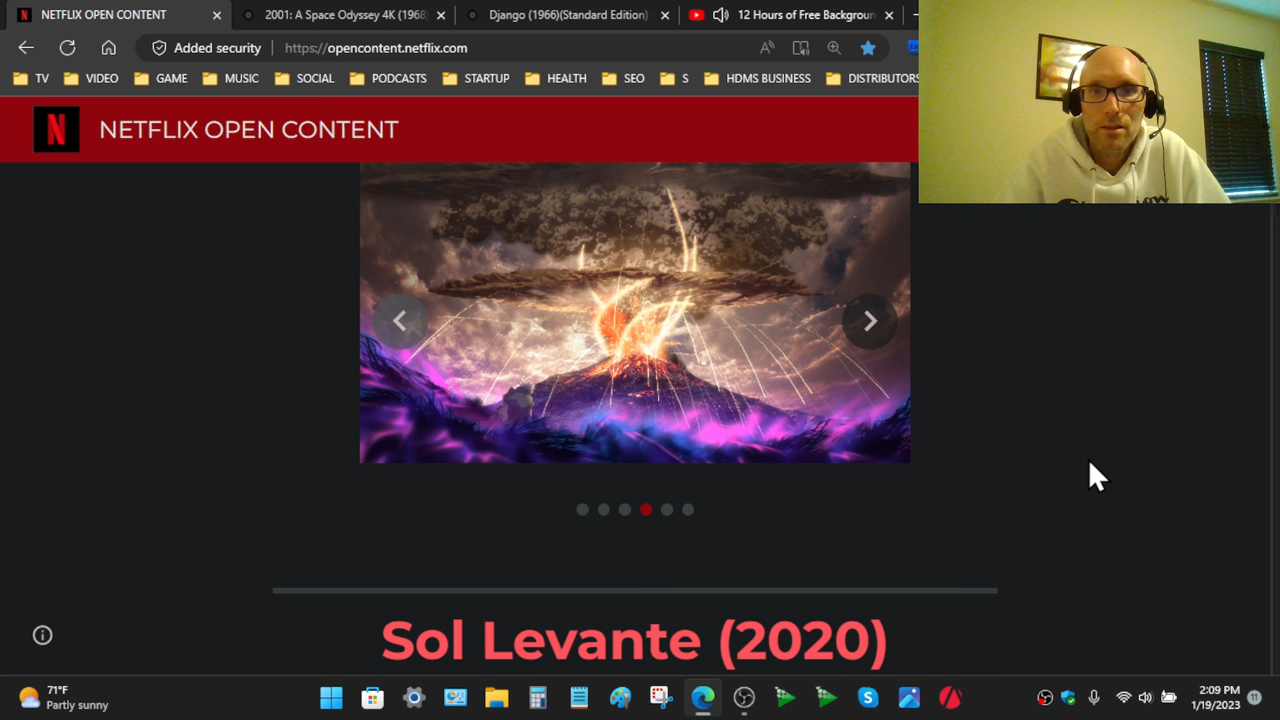 NETFLIX OPEN CONTENT
2001: A Space Odyssey 4K (1968
Django (1966)(Standard Edition)
12 Hours of Free Backgroun
Added security
https://opencontent.netflix.com
TV
VIDEO
GAME
MUSIC
SOCIAL
PODCASTS
STARTUP
HEALTH
SEO
S
HDMS BUSINESS
DISTRIBUTORS
N
NETFLIX OPEN CONTENT
Sol Levante (2020)
71°F
Partly sunny
2:09 PM
1/19/2023
11